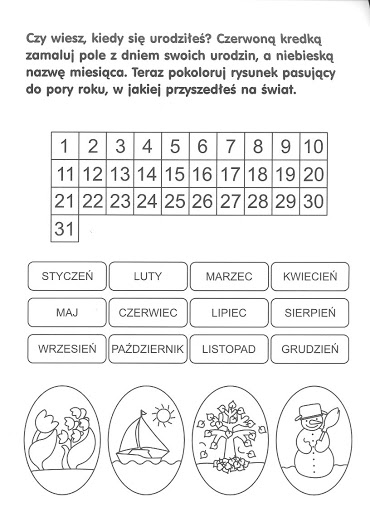 Czy wiesz, kiedy się urodziłeś? Czerwoną kredką
zamaluj pole z dniem swoich urodzin, a niebieską
nazwę miesiąca. Teraz pokoloruj rysunek pasujący
do pory roku, w jakiej przyszedłeś na świat.
1 2 3 4 5 6 7 8 9 10
11 12 13 14 15 16 17 18 19 20
21 22 23 24 25 26 27 28 29 30
31
STYCZEŃ LUTY MARZEC KWIECIEŃ
MAJ CZERWIEC LIPIEC SIERPIEŃ
WRZESIEŃ PAŹDZIERNIK LISTOPAD GRUDZIEŃ